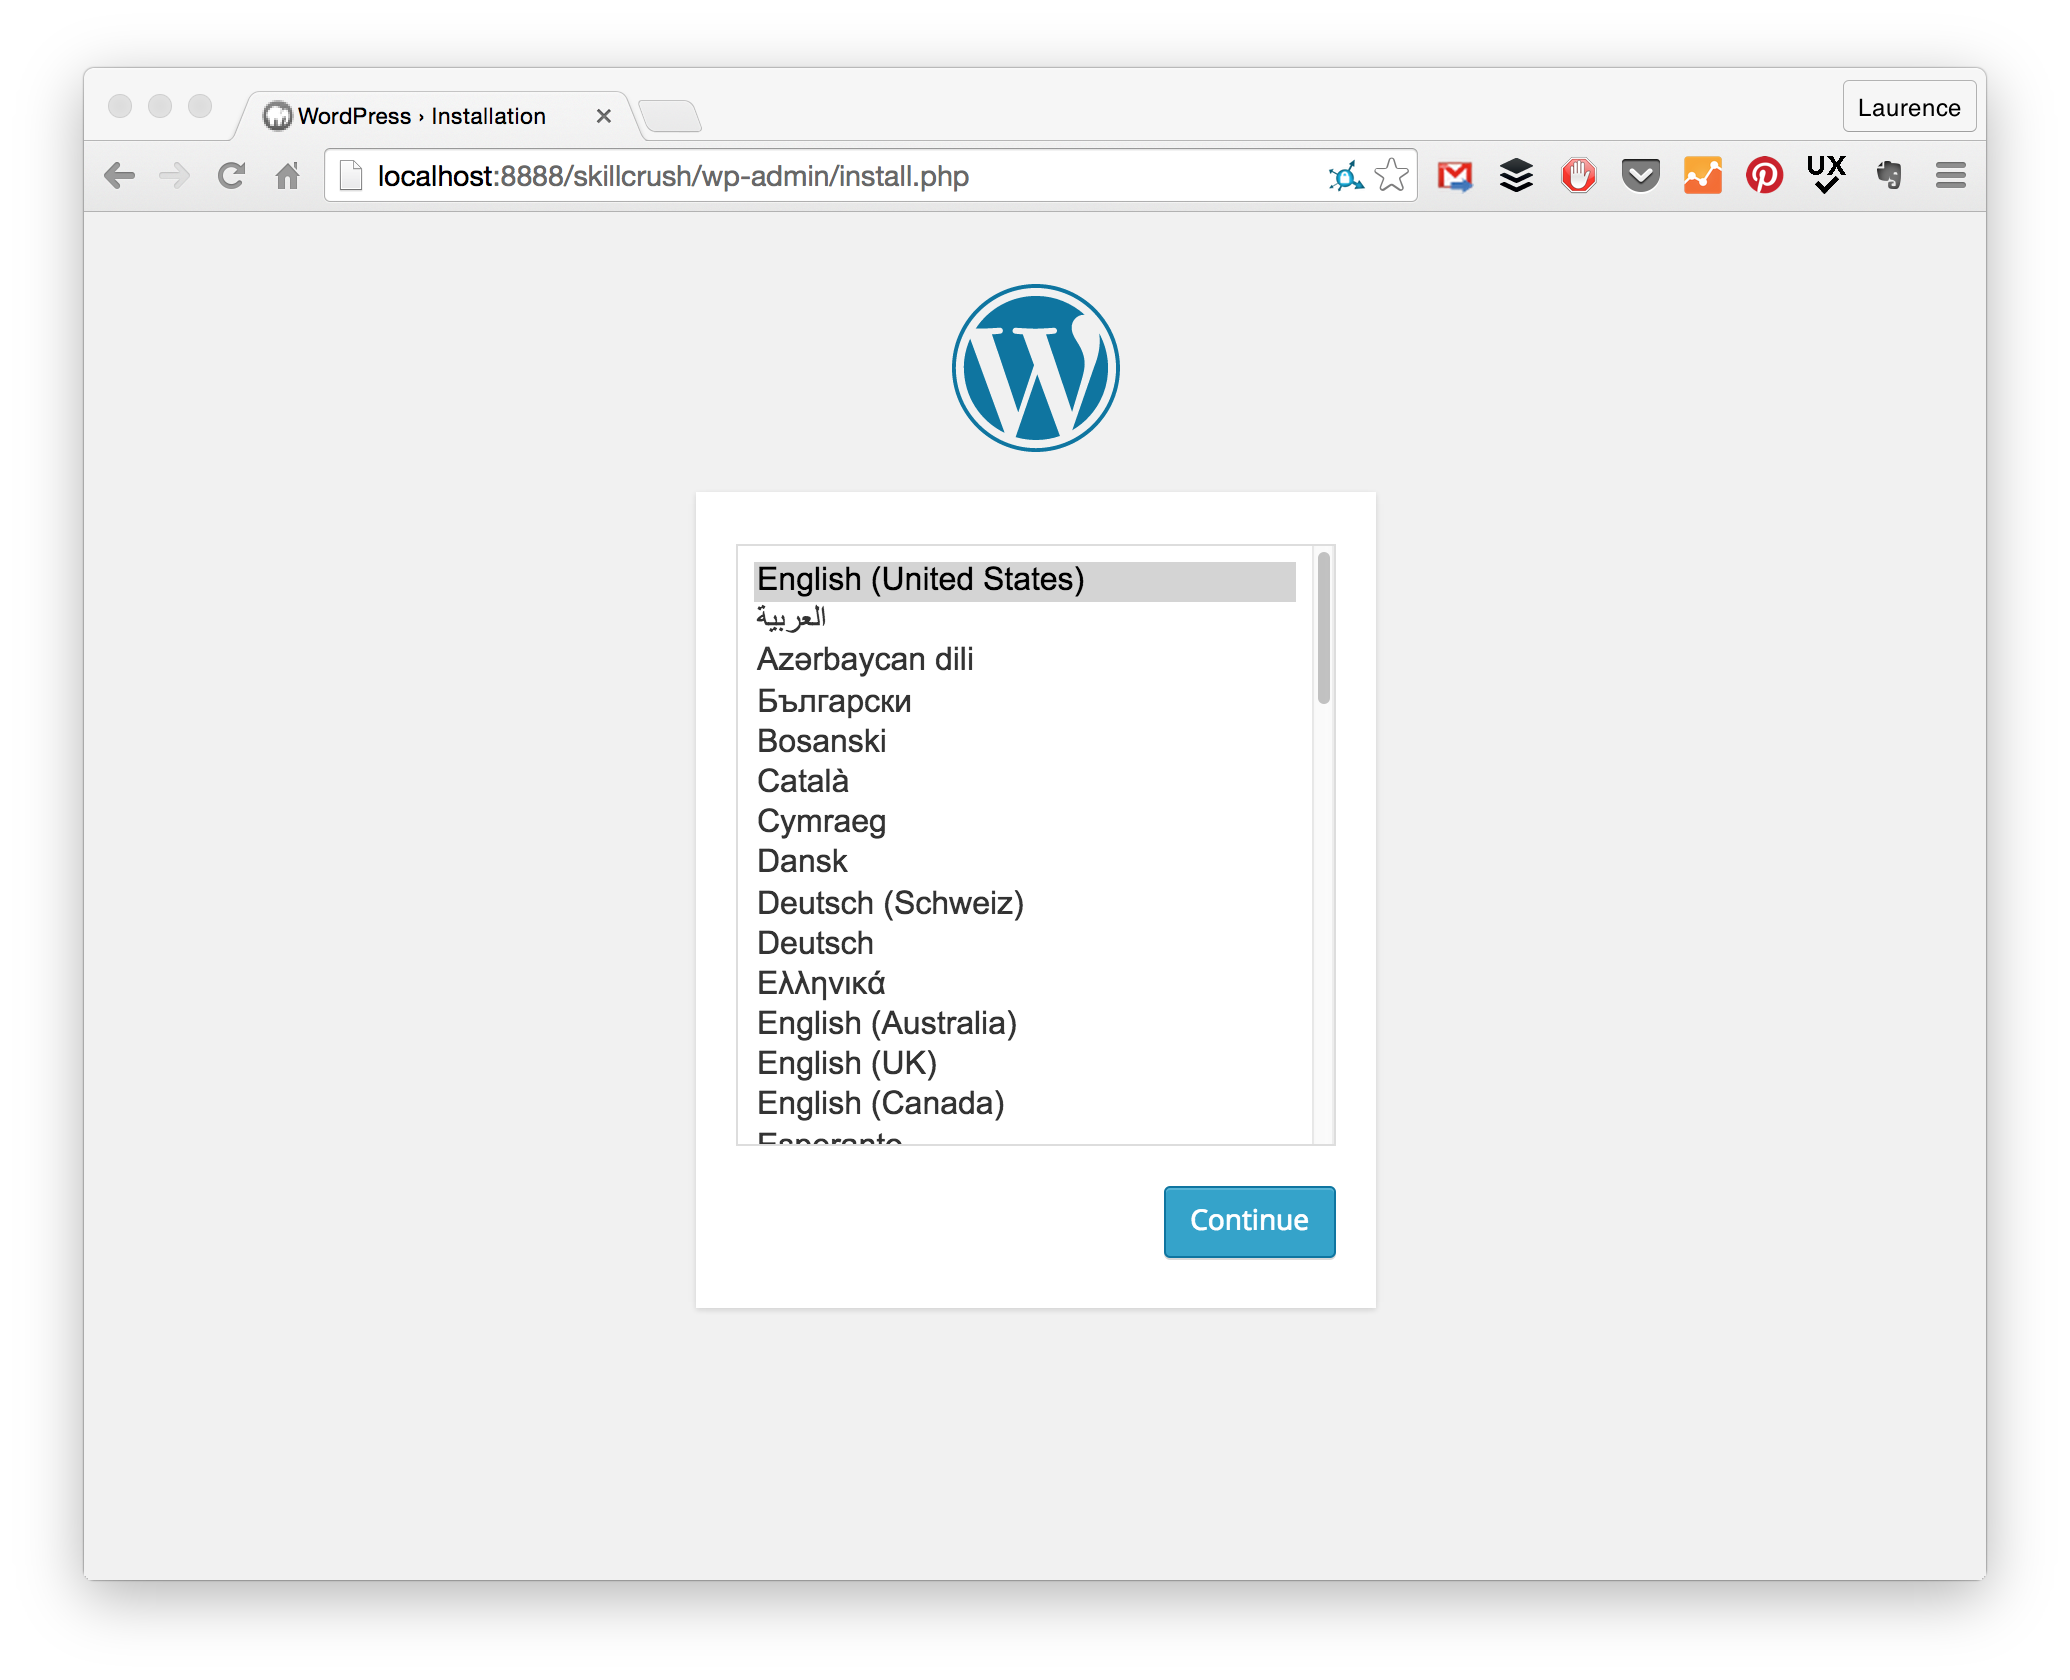 WordPress › Installation
Laurence
localhost:8888/skillcrush/wp-admin/install.php
UX
English (United States)
العربية
Azərbaycan dili
Български
Bosanski
Català
Cymraeg
Dansk
Deutsch (Schweiz)
Deutsch
Ελληνικά
English (Australia)
English (UK)
English (Canada)
Esperanto
Continue